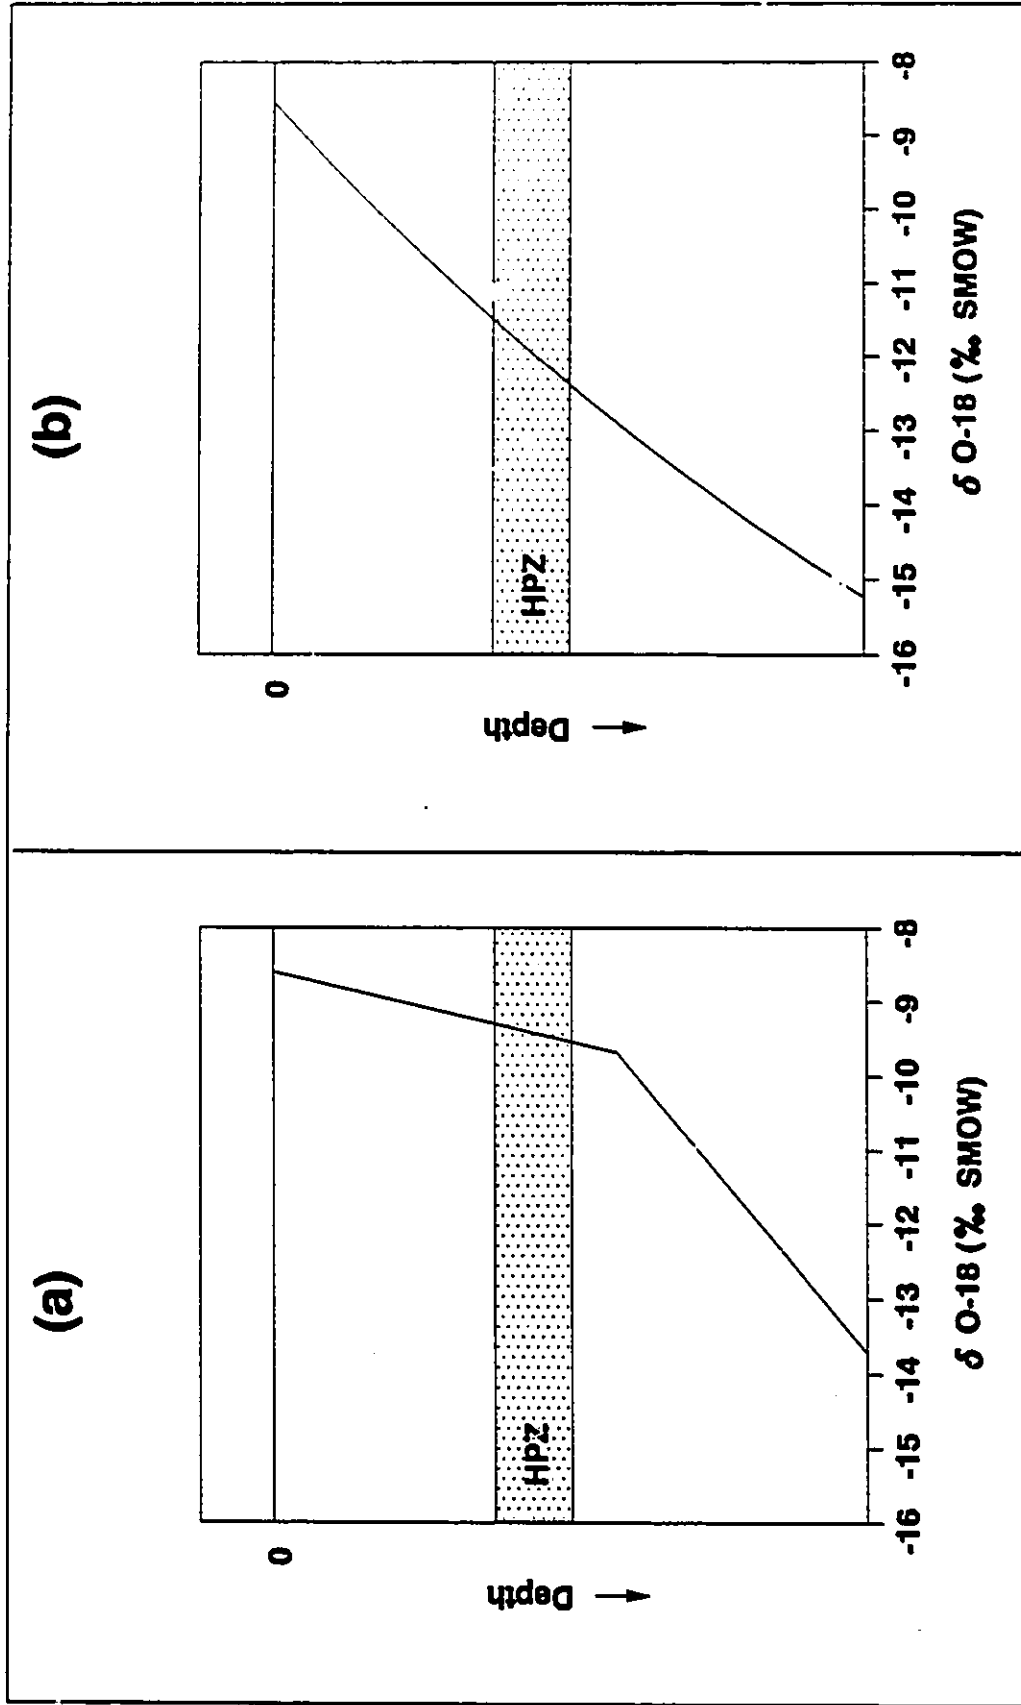 (a)
0
Depth →
HPZ
-16 -15 -14 -13 -12 -11 -10 -9 -8
δ O-18 (‰ SMOW)
(b)
0
Depth →
HPZ
-16 -15 -14 -13 -12 -11 -10 -9 -8
δ O-18 (‰ SMOW)